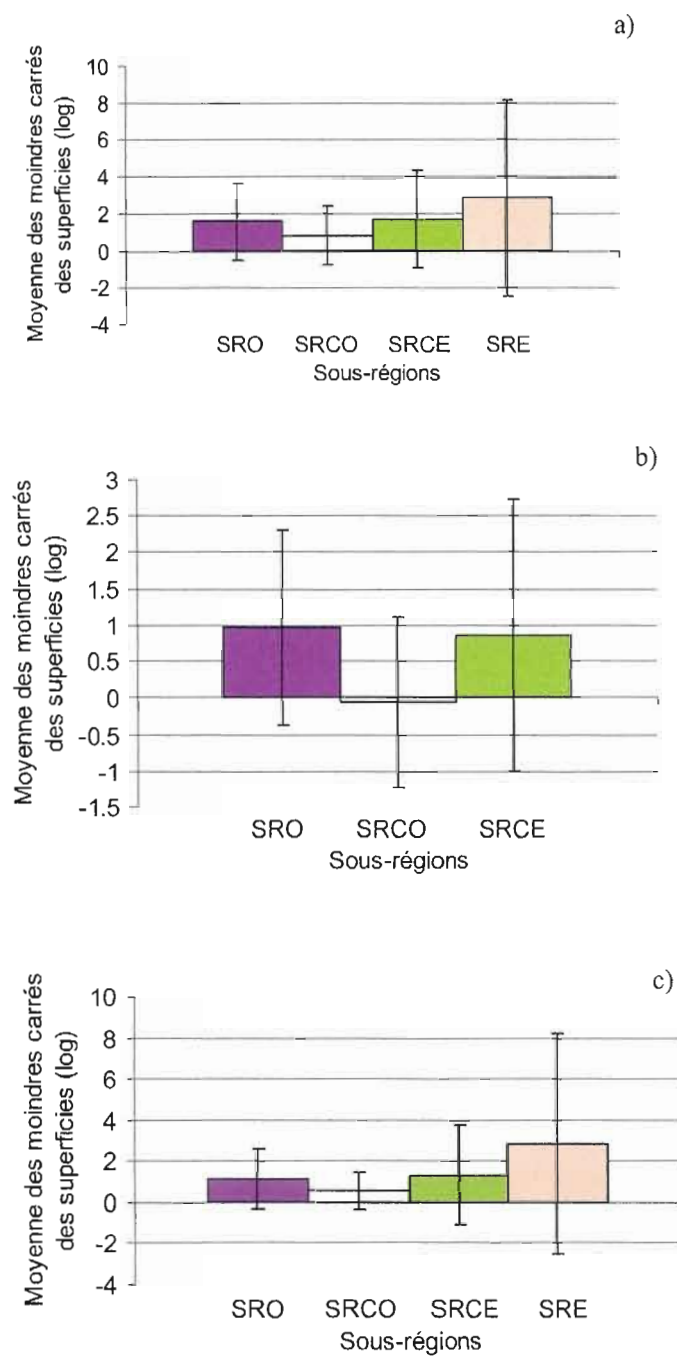 a)
Moyenne des moindres carrés
des superficies (log)
10
8
6
4
2
0
-2
-4
SRO SRCO SRCE SRE
Sous-régions
b)
Moyenne des moindres carrés
des superficies (log)
3
2.5
2
1.5
1
0.5
0
-0.5
-1
-1.5
SRO SRCO SRCE
Sous-régions
c)
Moyenne des moindres carrés
des superficies (log)
10
8
6
4
2
0
-2
-4
SRO SRCO SRCE SRE
Sous-régions